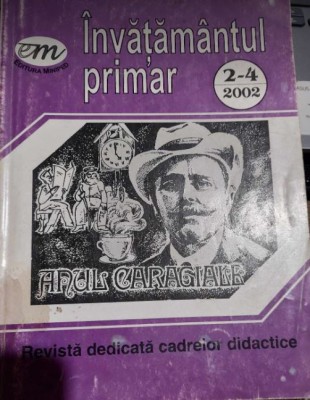 em
EDITURA MINIPED
Învățământul
primar
2-4
2002
ANUL CARAGIALE
Revistă dedicată cadrelor didactice